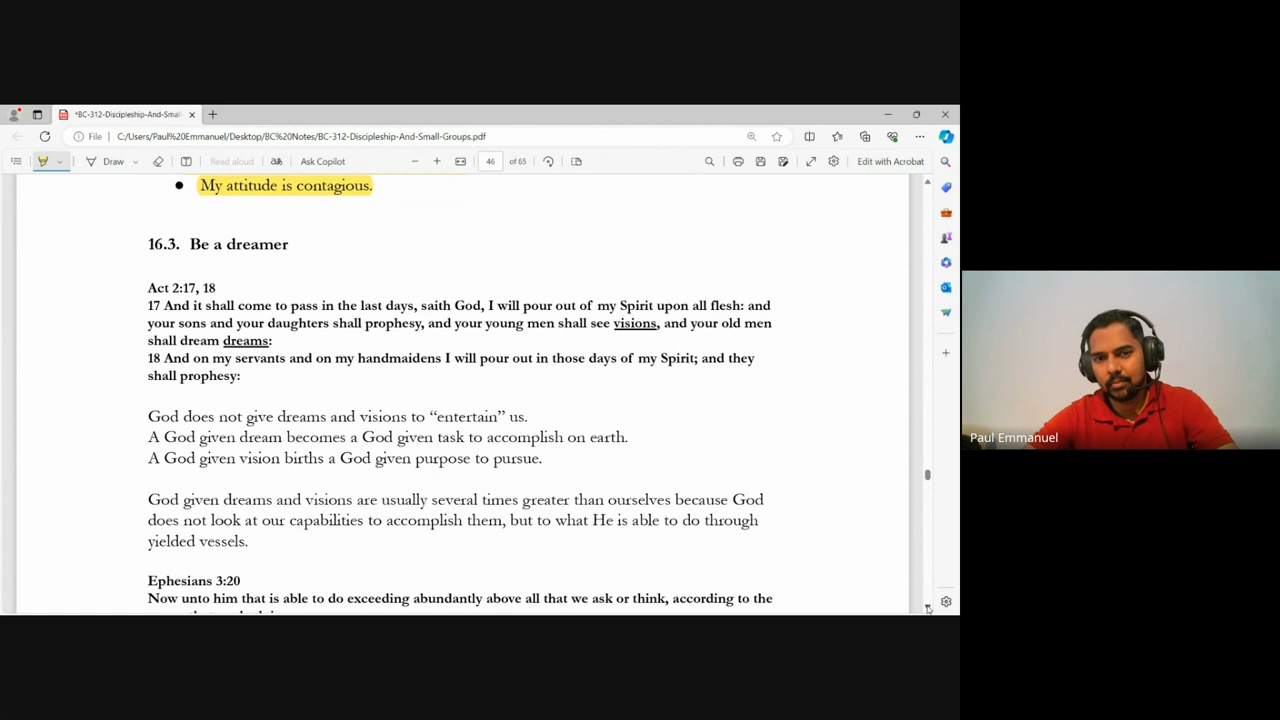 *BC-312-Discipleship-And-Small-
File
C:/Users/Paul%20Emmanuel/Desktop/BC%20Notes/BC-312-Discipleship-And-Small-Groups.pdf
Draw
Read aloud
Ask Copilot
46
of 65
Edit with Acrobat
● My attitude is contagious.
16.3. Be a dreamer
Act 2:17, 18
17 And it shall come to pass in the last days, saith God, I will pour out of my Spirit upon all flesh: and
your sons and your daughters shall prophesy, and your young men shall see visions, and your old men
shall dream dreams:
18 And on my servants and on my handmaidens I will pour out in those days of my Spirit; and they
shall prophesy:
God does not give dreams and visions to “entertain” us.
A God given dream becomes a God given task to accomplish on earth.
A God given vision births a God given purpose to pursue.
God given dreams and visions are usually several times greater than ourselves because God
does not look at our capabilities to accomplish them, but to what He is able to do through
yielded vessels.
Ephesians 3:20
Now unto him that is able to do exceeding abundantly above all that we ask or think, according to the
Paul Emmanuel